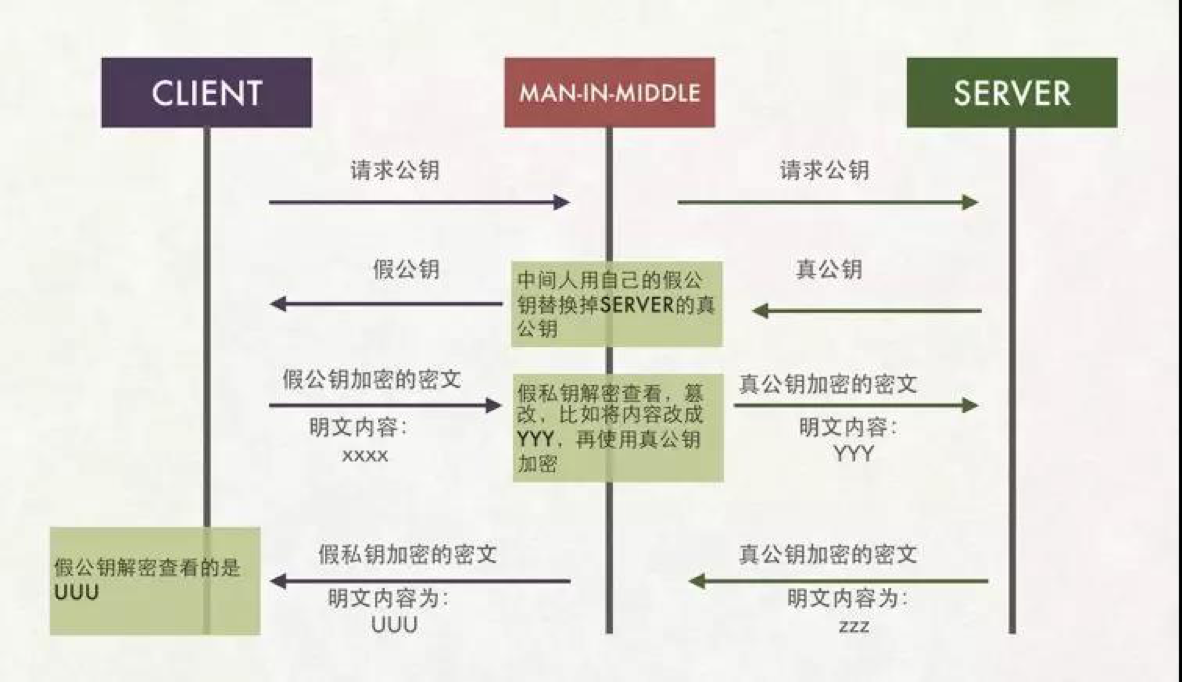 CLIENT
MAN-IN-MIDDLE
SERVER
请求公钥
请求公钥
假公钥
中间人用自己的假公
钥替换掉SERVER的真
公钥
真公钥
假公钥加密的密文
明文内容：
xxxx
假私钥解密查看，篡
改，比如将内容改成
YYY，再使用真公钥
加密
真公钥加密的密文
明文内容：
YYY
假公钥解密查看的是
UUU
假私钥加密的密文
明文内容为：
UUU
真公钥加密的密文
明文内容为：
zzz